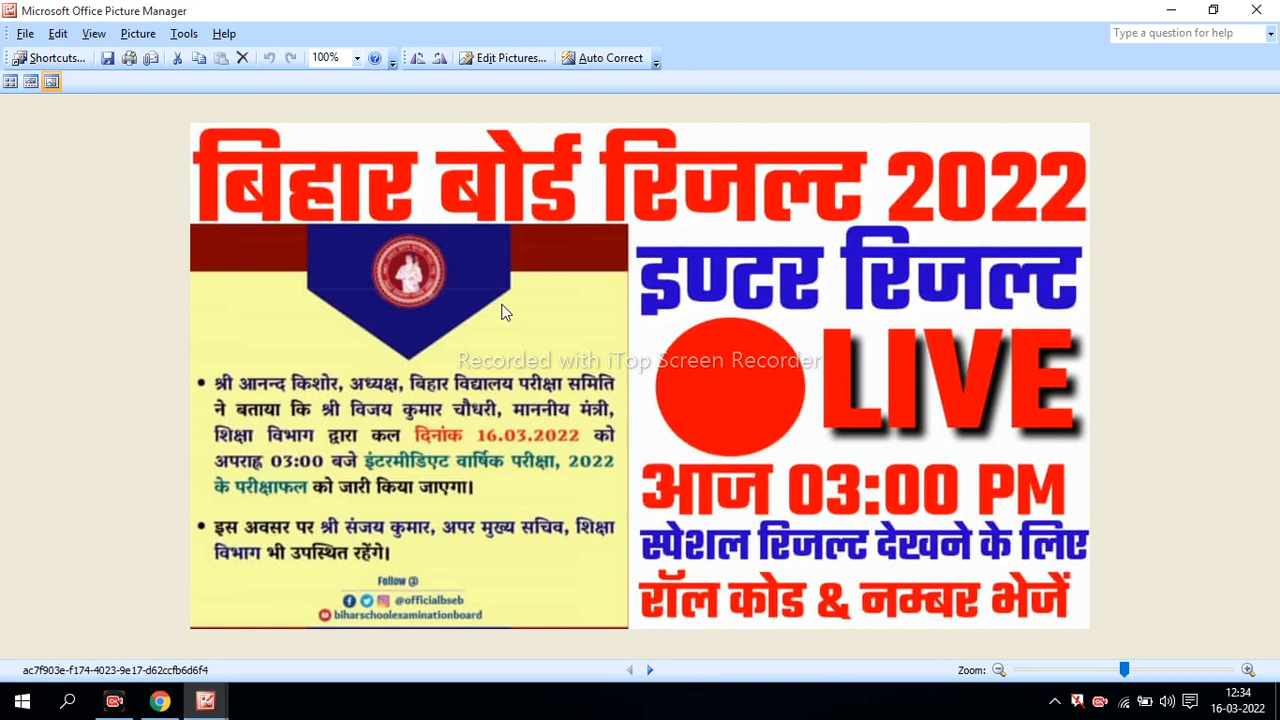 Microsoft Office Picture Manager
File Edit View Picture Tools Help
Type a question for help
Shortcuts... 100% Edit Pictures... Auto Correct
बिहार बोर्ड रिजल्ट 2022
इण्टर रिजल्ट
LIVE
आज 03:00 PM
स्पेशल रिजल्ट देखने के लिए
रॉल कोड & नम्बर भेजें
Recorded with iTop Screen Recorder
• श्री आनन्द किशोर, अध्यक्ष, बिहार विद्यालय परीक्षा समिति
ने बताया कि श्री विजय कुमार चौधरी, माननीय मंत्री,
शिक्षा विभाग द्वारा कल दिनांक 16.03.2022 को
अपराह्न 03:00 बजे इंटरमीडिएट वार्षिक परीक्षा, 2022
के परीक्षाफल को जारी किया जाएगा।
• इस अवसर पर श्री संजय कुमार, अपर मुख्य सचिव, शिक्षा
विभाग भी उपस्थित रहेंगे।
Follow @
@officialbseb
biharschoolexaminationboard
ac7f903e-f174-4023-9e17-d62ccfb6d6f4
Zoom:
12:34
16-03-2022